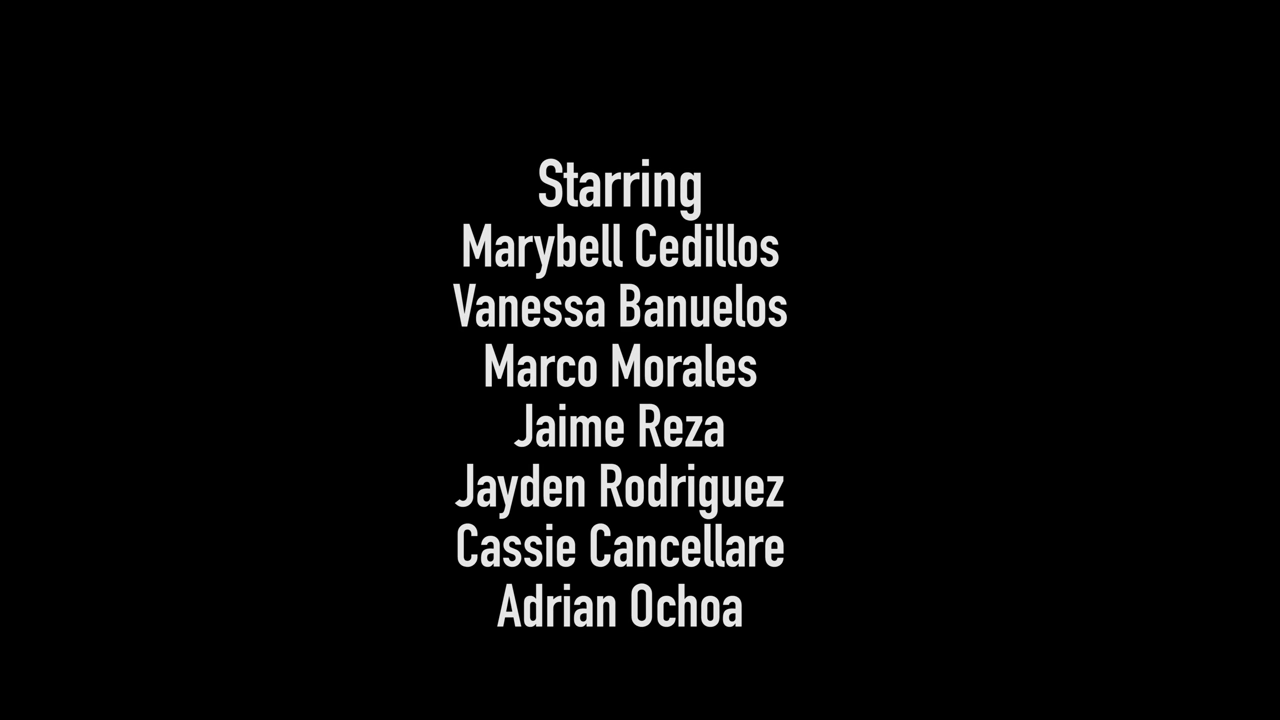 Starring
Marybell Cedillos
Vanessa Banuelos
Marco Morales
Jaime Reza
Jayden Rodriguez
Cassie Cancellare
Adrian Ochoa